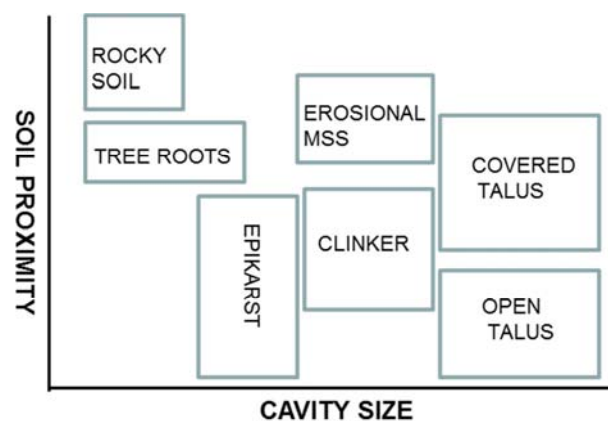 ROCKY
SOIL
TREE ROOTS
EROSIONAL
MSS
COVERED
TALUS
EPIKARST
CLINKER
OPEN
TALUS
SOIL PROXIMITY
CAVITY SIZE